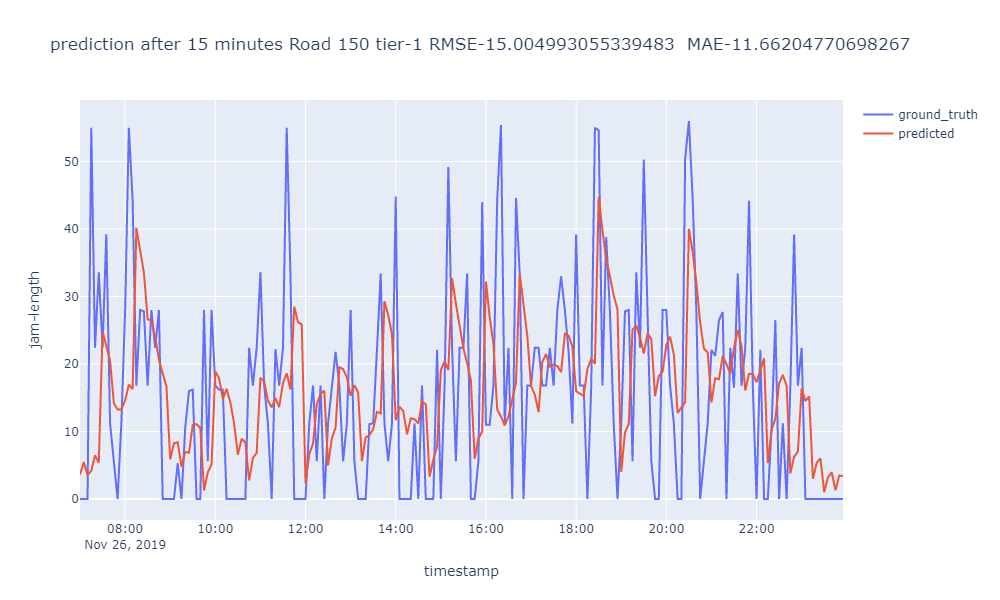 prediction after 15 minutes Road 150 tier-1 RMSE-15.004993055339483  MAE-11.66204770698267
ground_truth
predicted
jam-length
50
40
30
20
10
0
08:00 10:00 12:00 14:00 16:00 18:00 20:00 22:00
Nov 26, 2019
timestamp